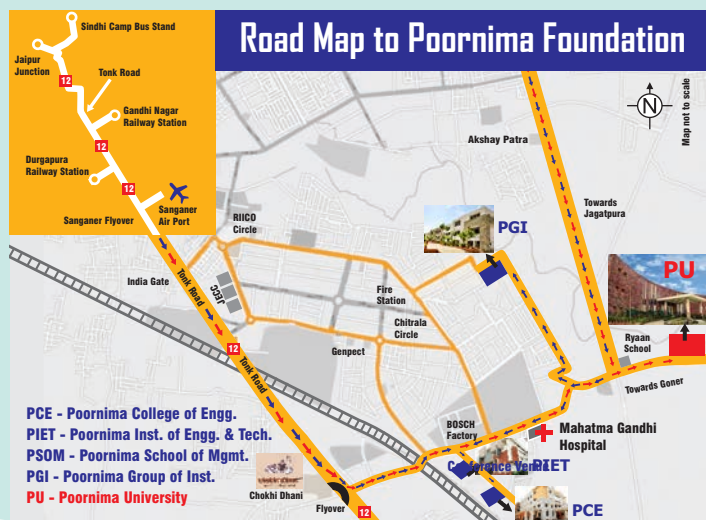 Road Map to Poornima Foundation
Sindhi Camp Bus Stand
Jaipur
Junction
12
Tonk Road
Gandhi Nagar
Railway Station
12
Durgapura
Railway Station
12
Sanganer Flyover
Sanganer
Air Port
N
Map not to scale
Akshay Patra
Towards
Jagatpura
RIICO
Circle
PGI
India Gate
Tonk Road
JECC
Fire
Station
PU
Chitrala
Circle
12
Genpect
Ryaan
School
Tonk Road
Towards Goner
PCE - Poornima College of Engg.
PIET - Poornima Inst. of Engg. & Tech.
PSOM - Poornima School of Mgmt.
PGI - Poornima Group of Inst.
PU - Poornima University
BOSCH
Factory
Mahatma Gandhi
Hospital
Conference Venue
PIET
Chokhi Dhani
Flyover
12
PCE